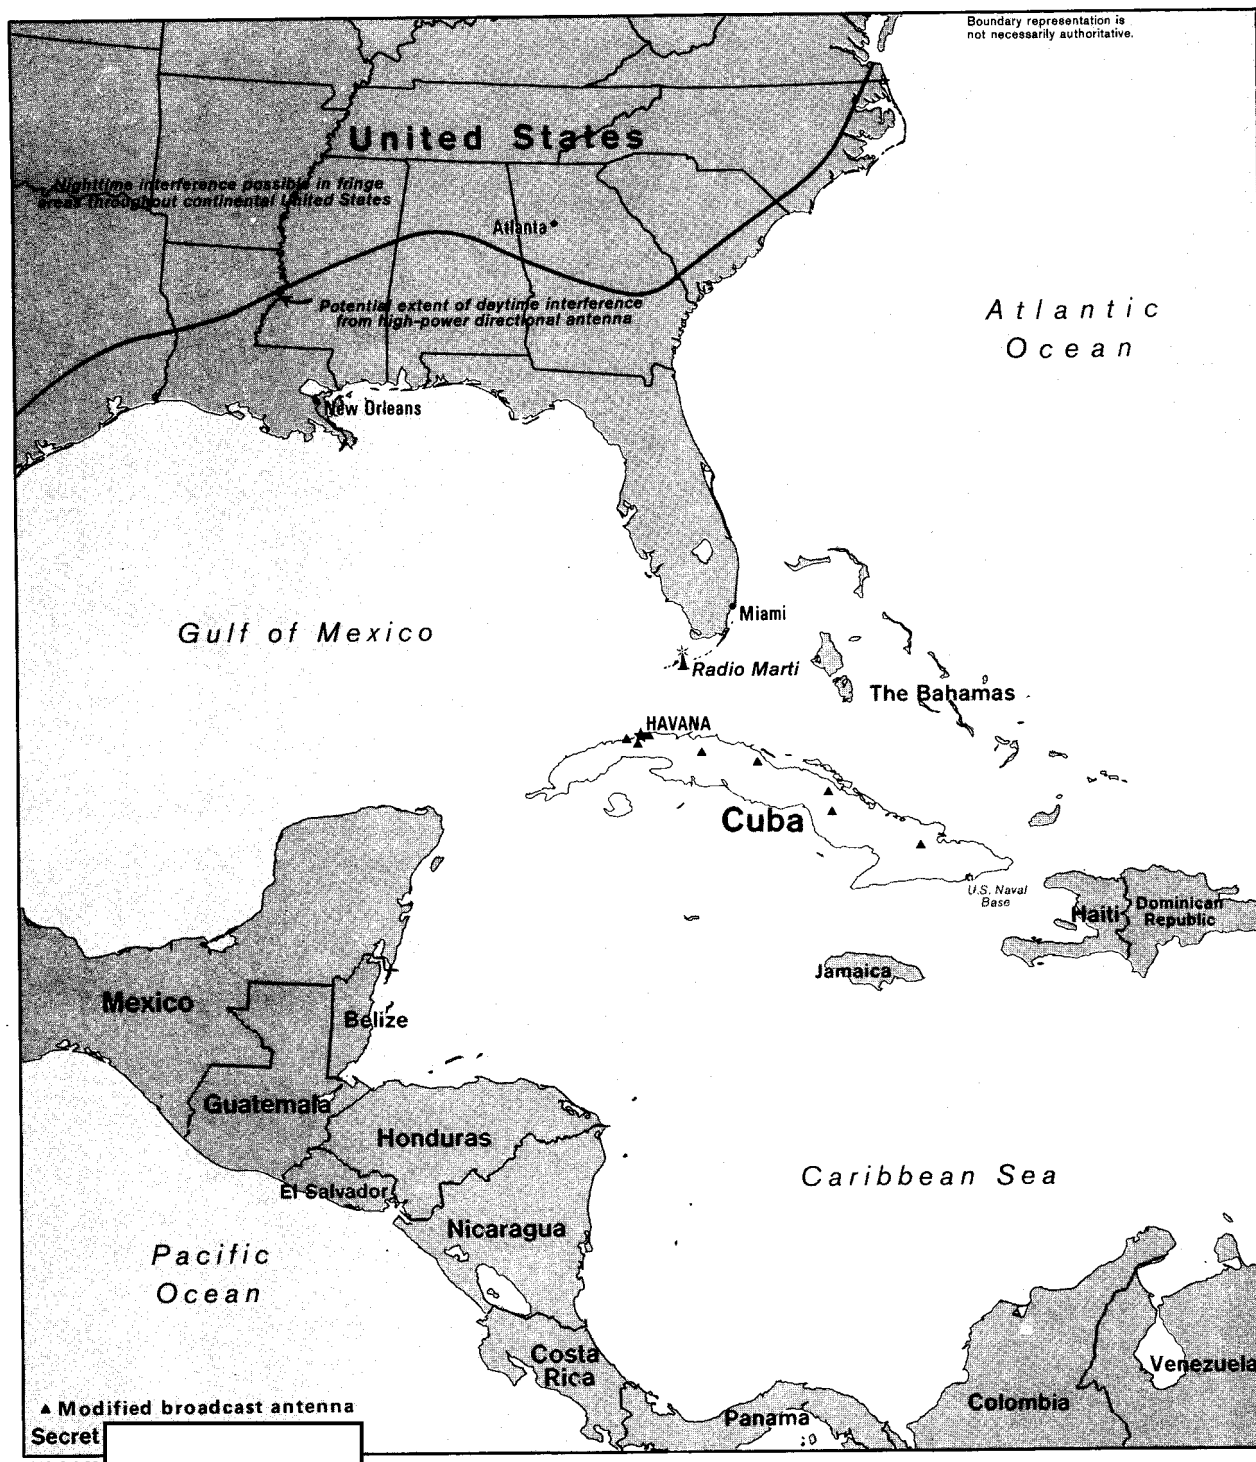 Boundary representation is
not necessarily authoritative.
United States
Nighttime interference possible in fringe
areas throughout continental United States
Atlanta
Potential extent of daytime interference
from high-power directional antenna
Atlantic
Ocean
New Orleans
Gulf of Mexico
Miami
Radio Marti
The Bahamas
HAVANA
Cuba
U.S. Naval
Base
Haiti
Dominican
Republic
Jamaica
Mexico
Belize
Guatemala
Honduras
El Salvador
Caribbean Sea
Nicaragua
Pacific
Ocean
Costa
Rica
Venezuela
Colombia
Panama
▲ Modified broadcast antenna
Secret